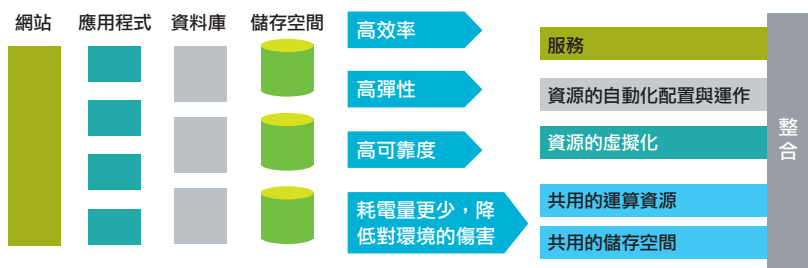 網站
應用程式
資料庫
儲存空間
高效率
高彈性
高可靠度
耗電量更少，降
低對環境的傷害
服務
資源的自動化配置與運作
資源的虛擬化
共用的運算資源
共用的儲存空間
整合